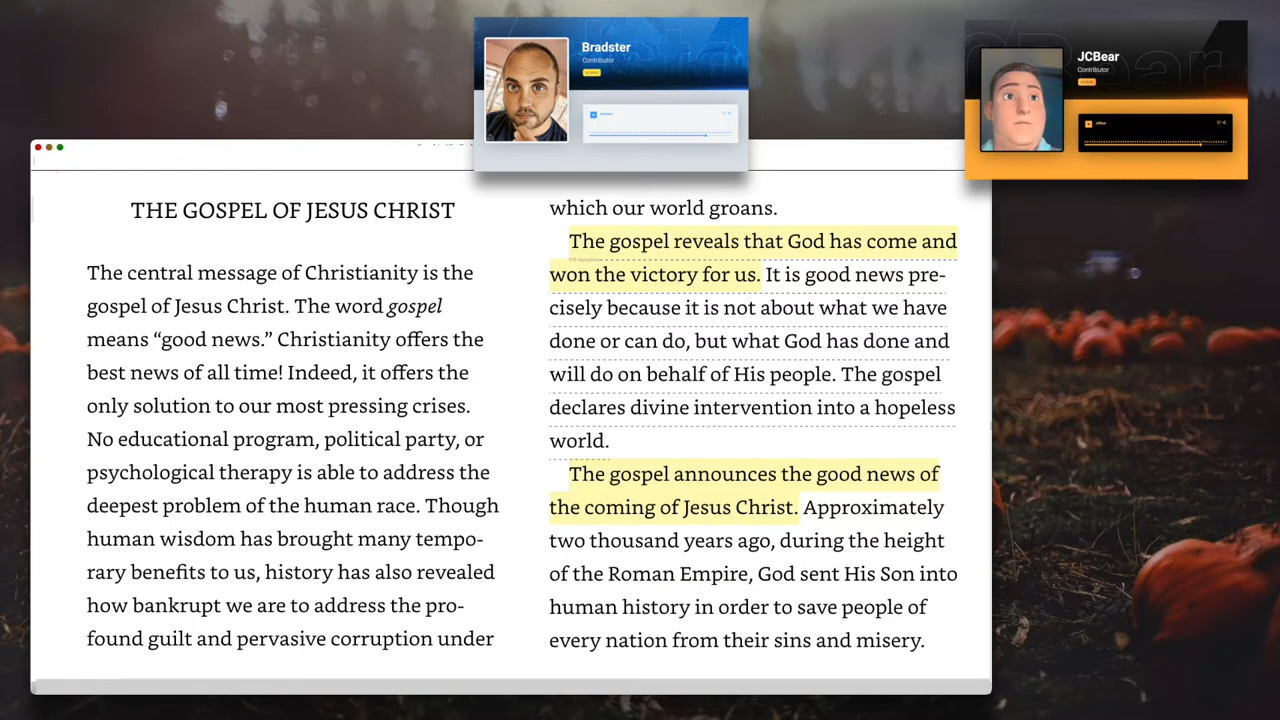 Bradster
Contributor
JCBear
Contributor
THE GOSPEL OF JESUS CHRIST
The central message of Christianity is the
gospel of Jesus Christ. The word gospel
means “good news.” Christianity offers the
best news of all time! Indeed, it offers the
only solution to our most pressing crises.
No educational program, political party, or
psychological therapy is able to address the
deepest problem of the human race. Though
human wisdom has brought many tempo-
rary benefits to us, history has also revealed
how bankrupt we are to address the pro-
found guilt and pervasive corruption under
which our world groans.
The gospel reveals that God has come and
won the victory for us. It is good news pre-
cisely because it is not about what we have
done or can do, but what God has done and
will do on behalf of His people. The gospel
declares divine intervention into a hopeless
world.
The gospel announces the good news of
the coming of Jesus Christ. Approximately
two thousand years ago, during the height
of the Roman Empire, God sent His Son into
human history in order to save people of
every nation from their sins and misery.